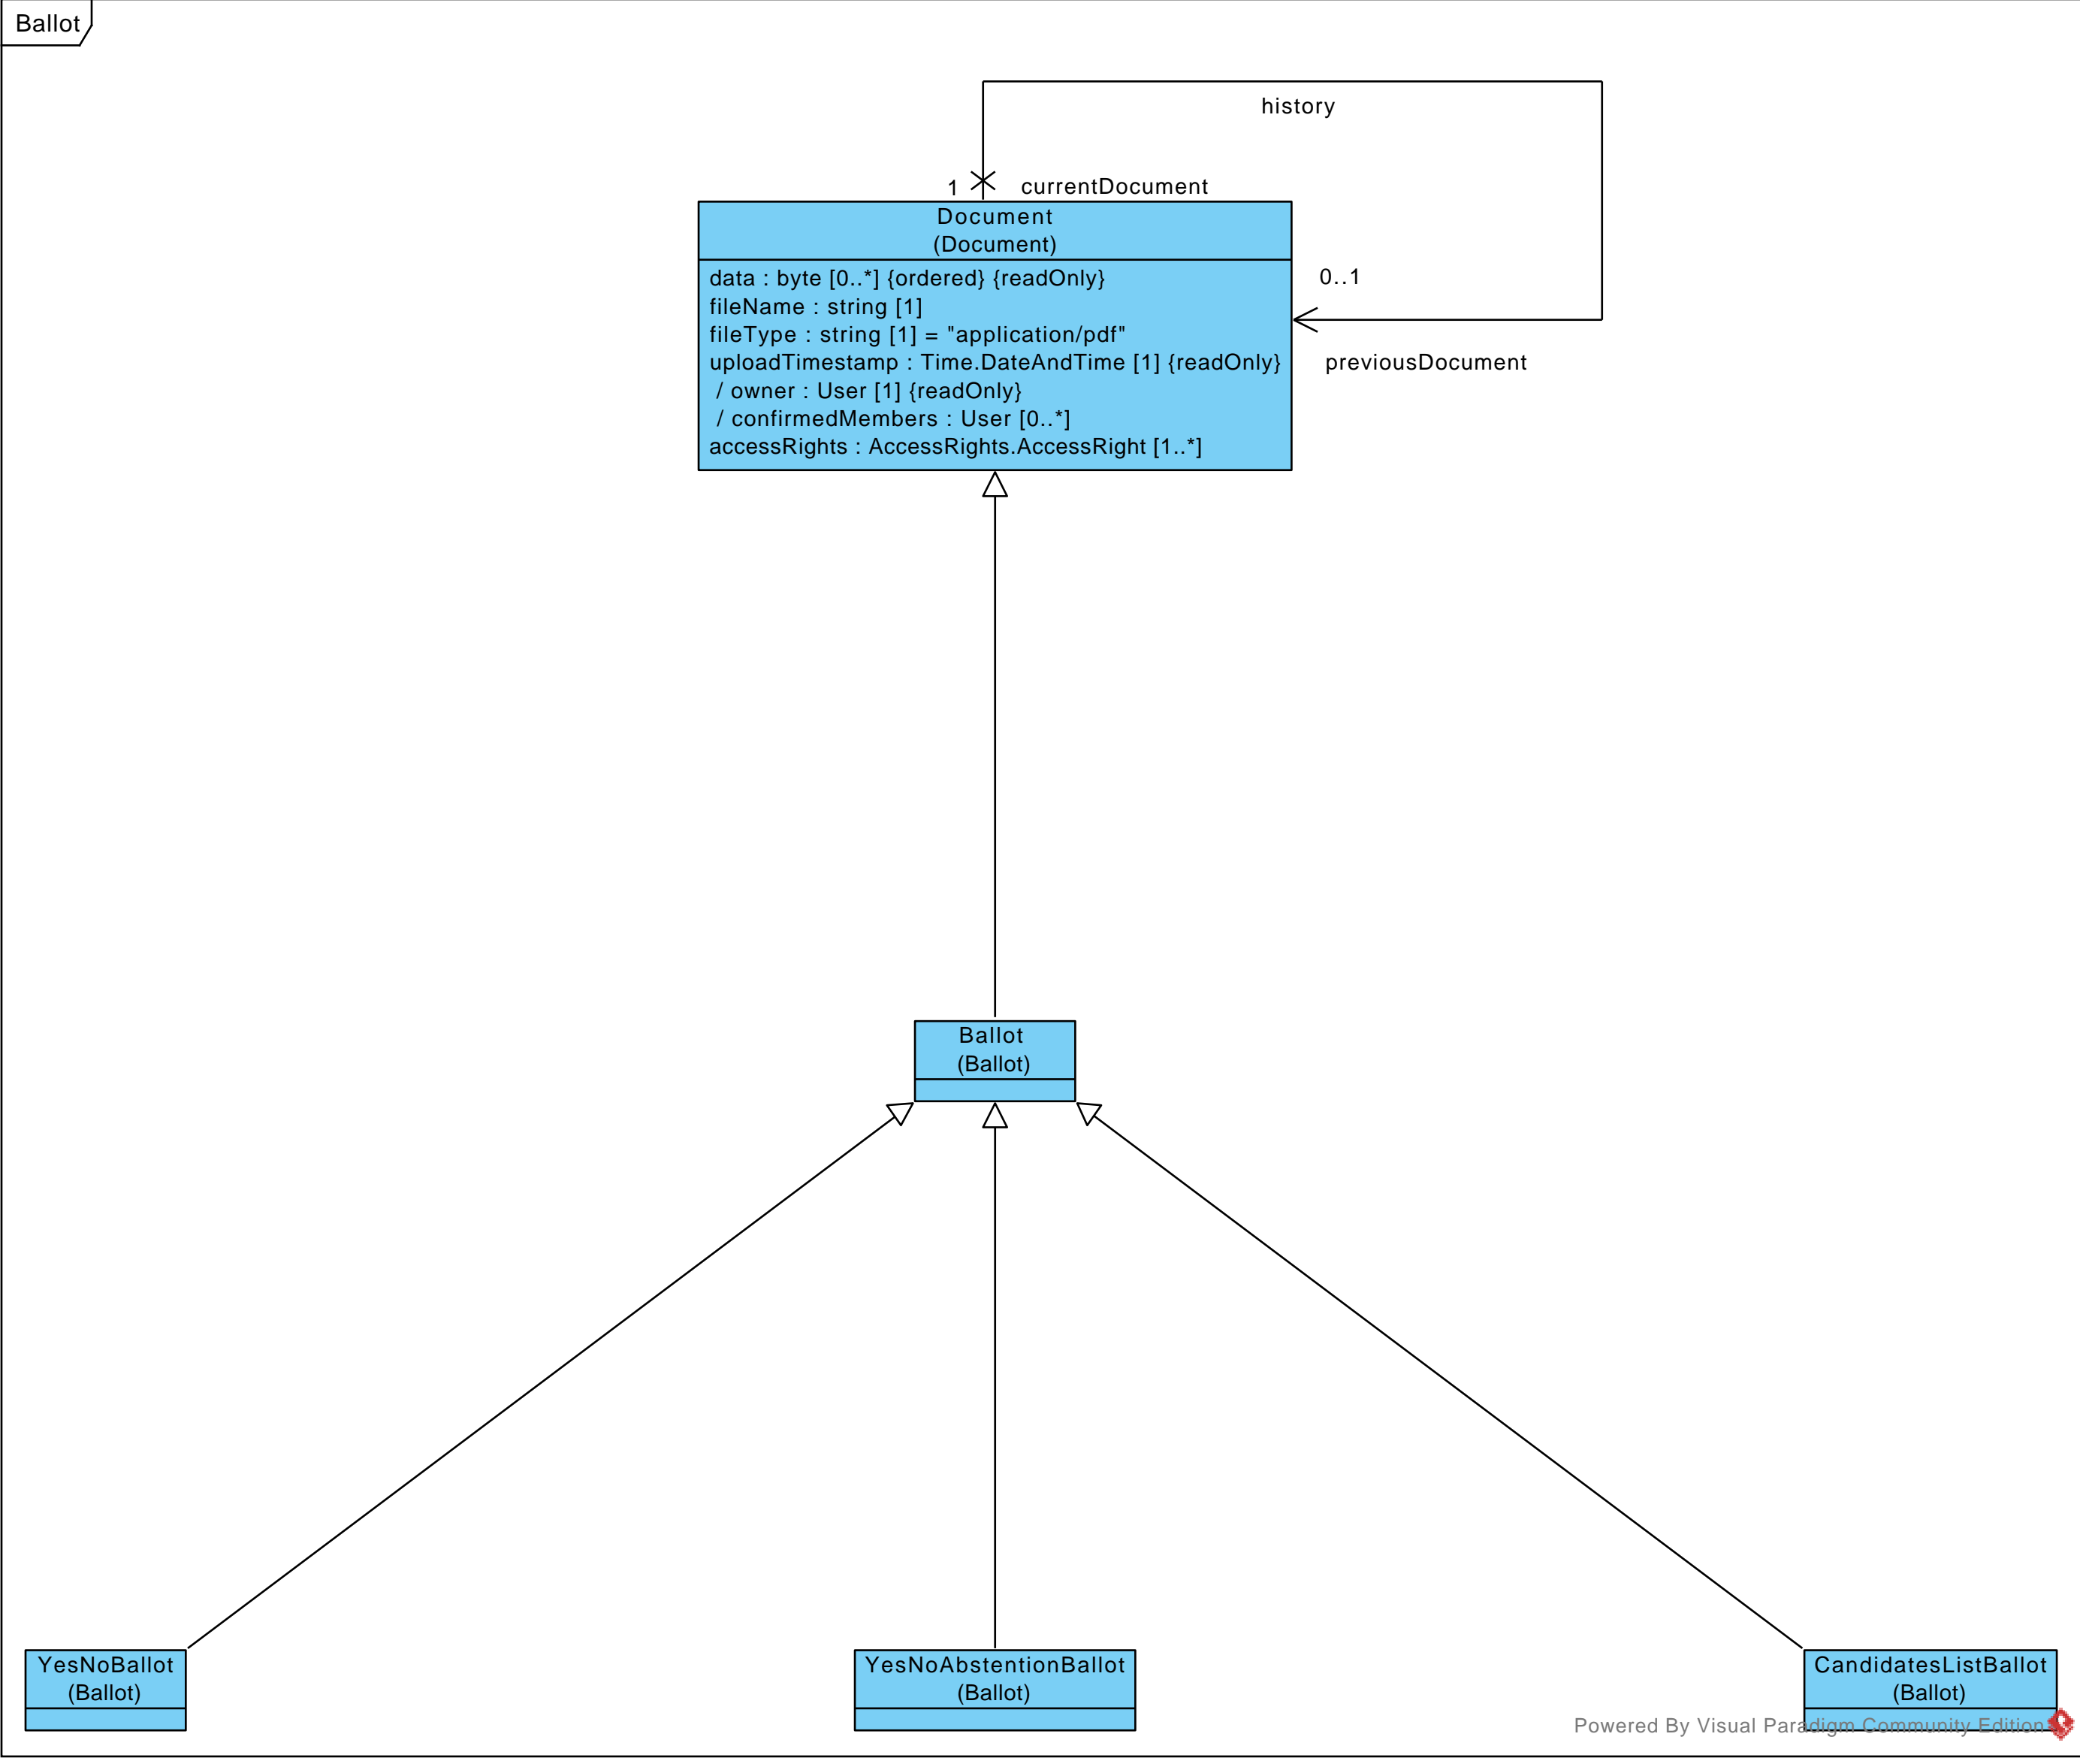 Ballot
history
1
currentDocument
Document
(Document)
data : byte [0..*] {ordered} {readOnly}
fileName : string [1]
fileType : string [1] = "application/pdf"
uploadTimestamp : Time.DateAndTime [1] {readOnly}
/ owner : User [1] {readOnly}
/ confirmedMembers : User [0..*]
accessRights : AccessRights.AccessRight [1..*]
0..1
previousDocument
Ballot
(Ballot)
YesNoBallot
(Ballot)
YesNoAbstentionBallot
(Ballot)
CandidatesListBallot
(Ballot)
Powered By Visual Paradigm Community Edition